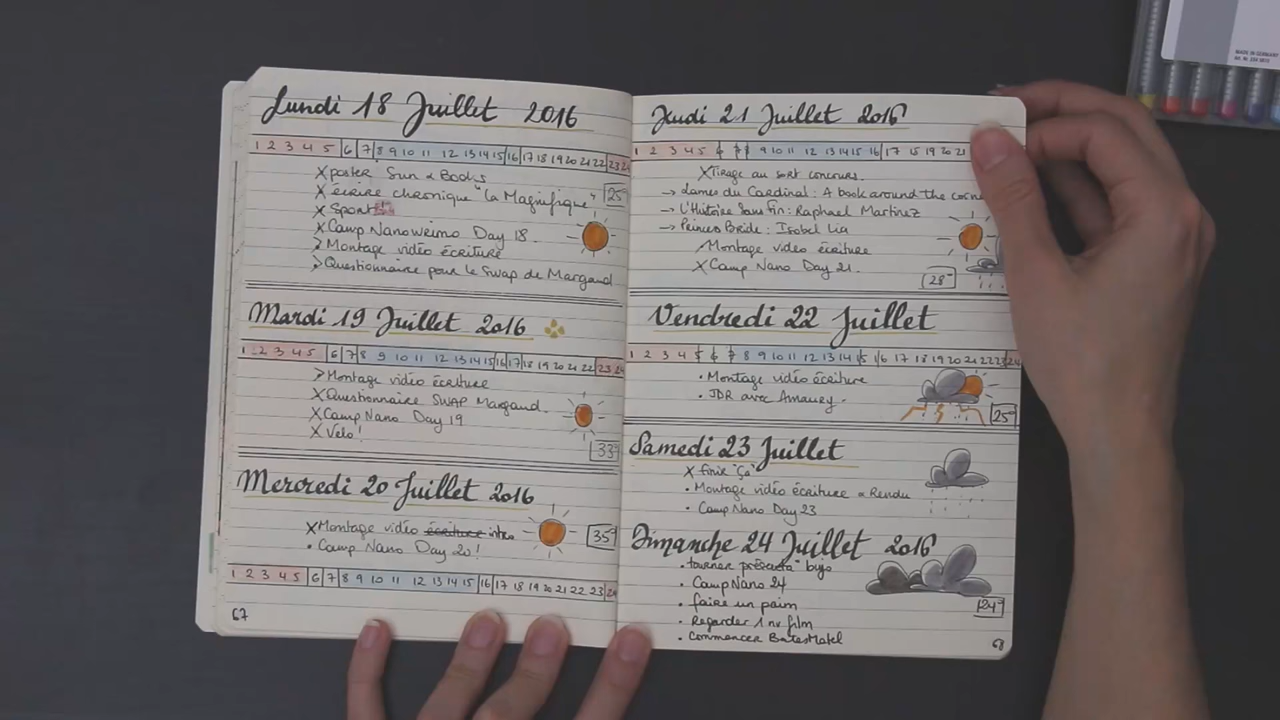 Lundi 18 Juillet 2016
1 2 3 4 5 6 7 8 9 10 11 12 13 14 15 16 17 18 19 20 21 22 23 24
X poster Sun & Books
X écrire chronique "La Magnifique" 25°
X Sport
X Camp Nanowrimo Day 18
> Montage vidéo écriture
> Questionnaire pour le Swap de Margaud
Mardi 19 Juillet 2016
1 2 3 4 5 6 7 8 9 10 11 12 13 14 15 16 17 18 19 20 21 22 23 24
> Montage vidéo écriture
X Questionnaire SWAP Margaud
X Camp Nano Day 19
X Vélo!
33°
Mercredi 20 Juillet 2016
X Montage vidéo écriture intro
• Camp Nano Day 20!
35°
1 2 3 4 5 6 7 8 9 10 11 12 13 14 15 16 17 18 19 20 21 22 23 24
67
Jeudi 21 Juillet 2016
1 2 3 4 5 6 7 8 9 10 11 12 13 14 15 16 17 18 19 20 21
X Tirage au sort concours.
→ Lames du Cardinal : A book around the corne
→ L'Histoire Sans Fin : Raphael Martinez
→ Princess Bride : Isobel Lia
/ Montage vidéo écriture
X Camp Nano Day 21.
28°
Vendredi 22 Juillet
1 2 3 4 5 6 7 8 9 10 11 12 13 14 15 16 17 18 19 20 21 22 23 24
• Montage vidéo écriture
• JDR avec Amaury.
25°
Samedi 23 Juillet
X finir "Ça"
• Montage vidéo écriture & Rendu
• Camp Nano Day 23
Dimanche 24 Juillet 2016
• tourner présenta° bujo
• Camp Nano 24
• faire un pain
• Regarder 1 nv film
• Commencer Bates Motel
24°
68
MADE IN GERMANY